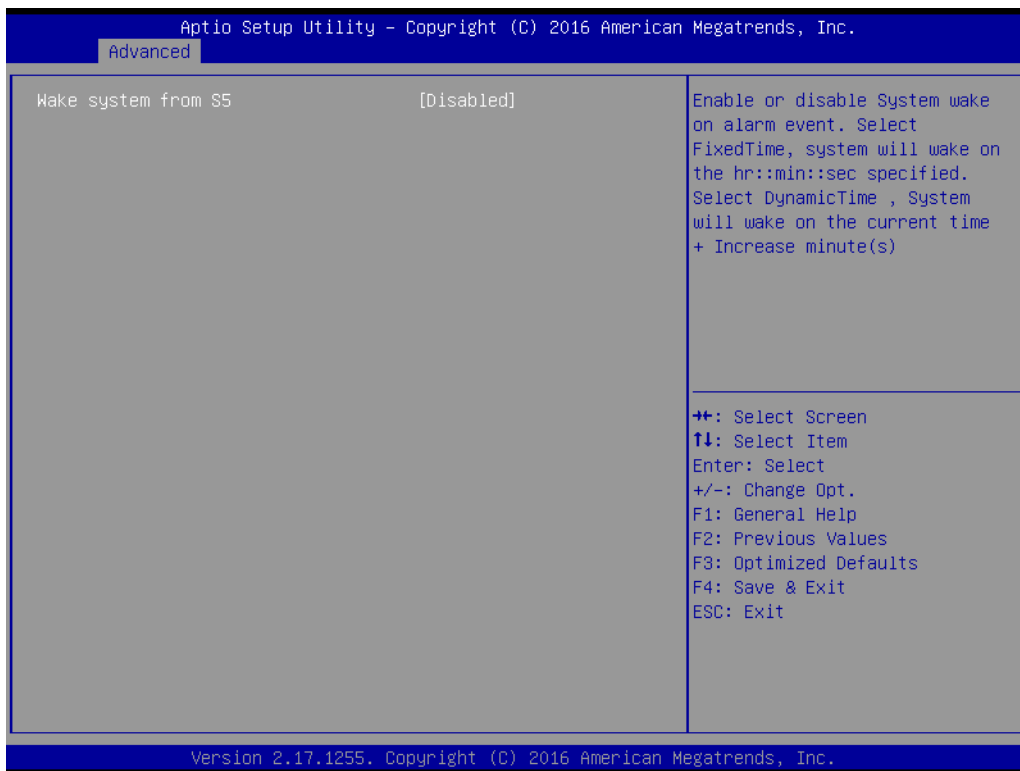 Aptio Setup Utility – Copyright (C) 2016 American Megatrends, Inc.
Advanced
Wake system from S5 [Disabled]
Enable or disable System wake
on alarm event. Select
FixedTime, system will wake on
the hr::min::sec specified.
Select DynamicTime , System
will wake on the current time
+ Increase minute(s)
→←: Select Screen
↑↓: Select Item
Enter: Select
+/-: Change Opt.
F1: General Help
F2: Previous Values
F3: Optimized Defaults
F4: Save & Exit
ESC: Exit
Version 2.17.1255. Copyright (C) 2016 American Megatrends, Inc.